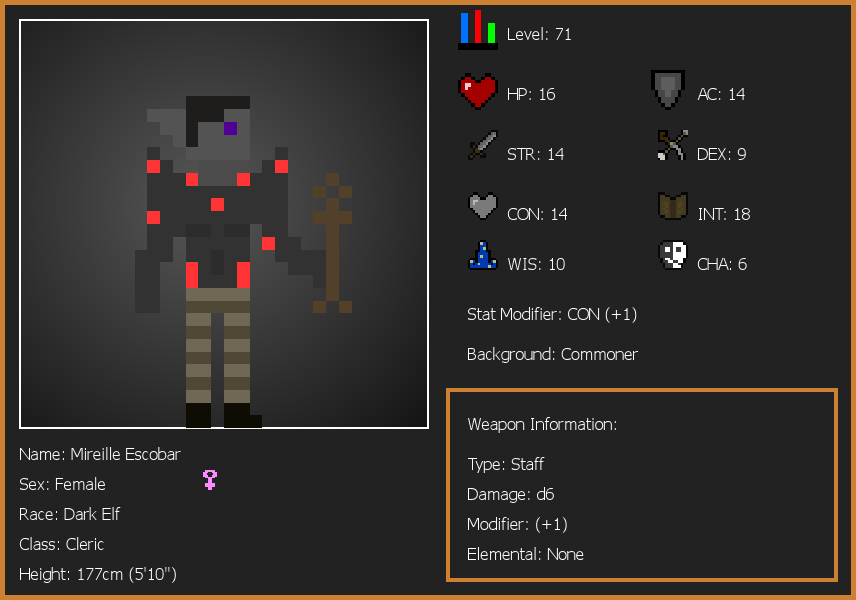 Level: 71
HP: 16
AC: 14
STR: 14
DEX: 9
CON: 14
INT: 18
WIS: 10
CHA: 6
Stat Modifier: CON (+1)
Background: Commoner
Weapon Information:
Type: Staff
Damage: d6
Modifier: (+1)
Elemental: None
Name: Mireille Escobar
Sex: Female
Race: Dark Elf
Class: Cleric
Height: 177cm (5'10")